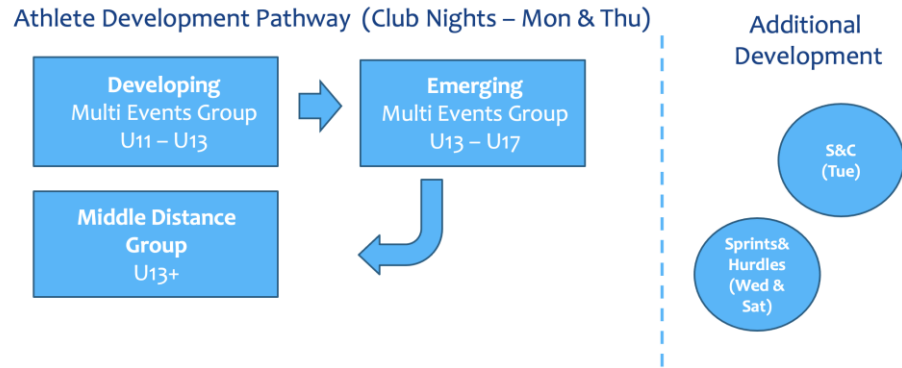 Athlete Development Pathway (Club Nights – Mon & Thu)
Additional
Development
Developing
Multi Events Group
U11 – U13
Emerging
Multi Events Group
U13 – U17
Middle Distance
Group
U13+
S&C
(Tue)
Sprints&
Hurdles
(Wed &
Sat)